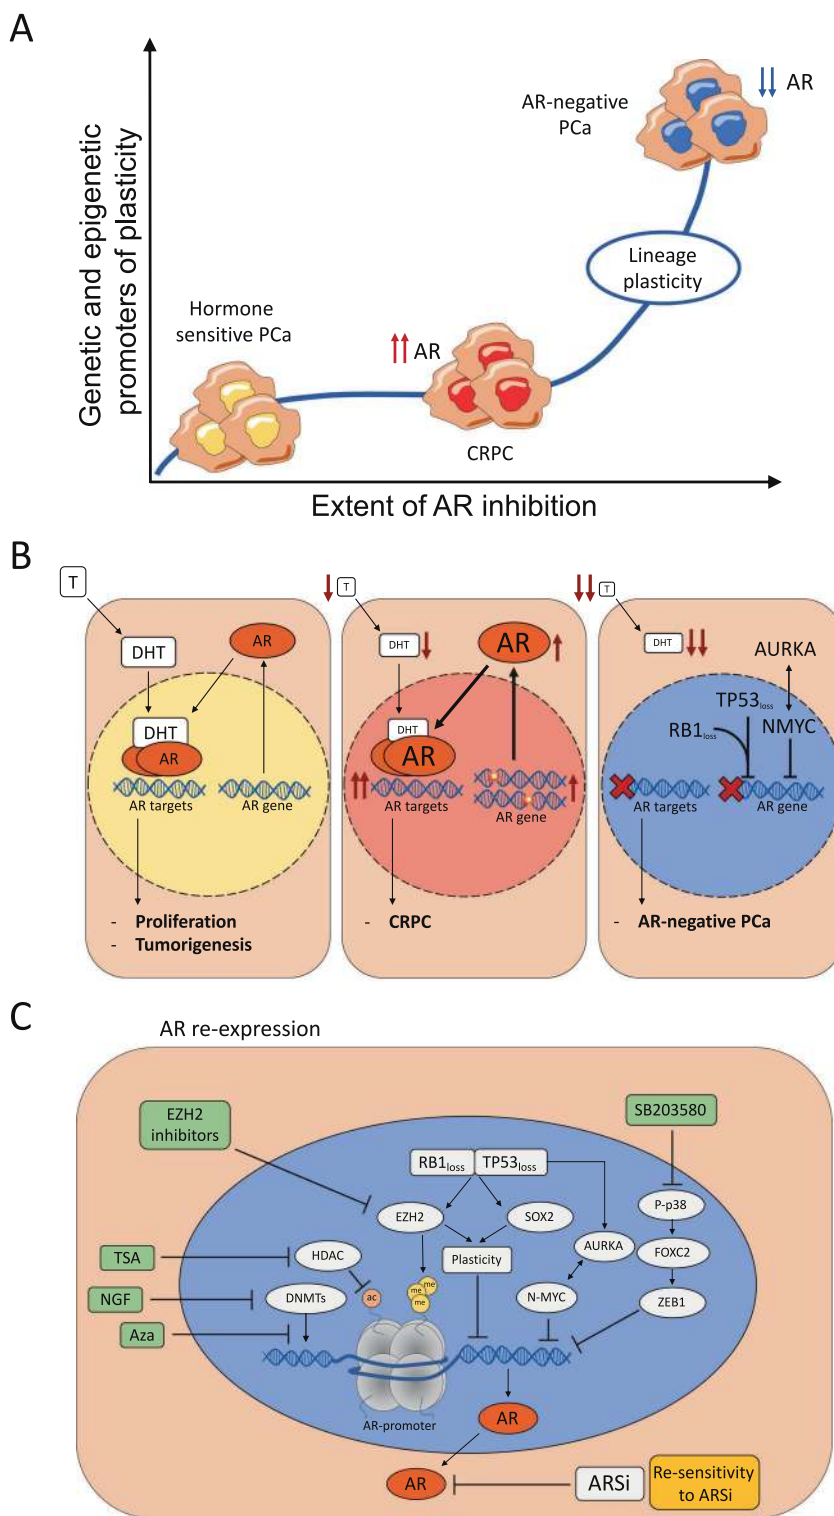 A
Genetic and epigenetic
promoters of plasticity
Hormone
sensitive PCa
AR
CRPC
AR-negative
PCa
AR
Lineage
plasticity
Extent of AR inhibition
B
T
DHT
AR
DHT
AR
AR targets
AR gene
- Proliferation
- Tumorigenesis
T
DHT
AR
DHT
AR
AR targets
AR gene
- CRPC
T
DHT
AURKA
TP53loss
RB1loss
NMYC
AR targets
AR gene
- AR-negative PCa
C
AR re-expression
EZH2
inhibitors
SB203580
RB1loss
TP53loss
P-p38
EZH2
SOX2
AURKA
FOXC2
TSA
HDAC
Plasticity
NGF
DNMTs
ac
me
me
me
N-MYC
ZEB1
Aza
AR-promoter
AR
AR
ARSi
Re-sensitivity
to ARSi